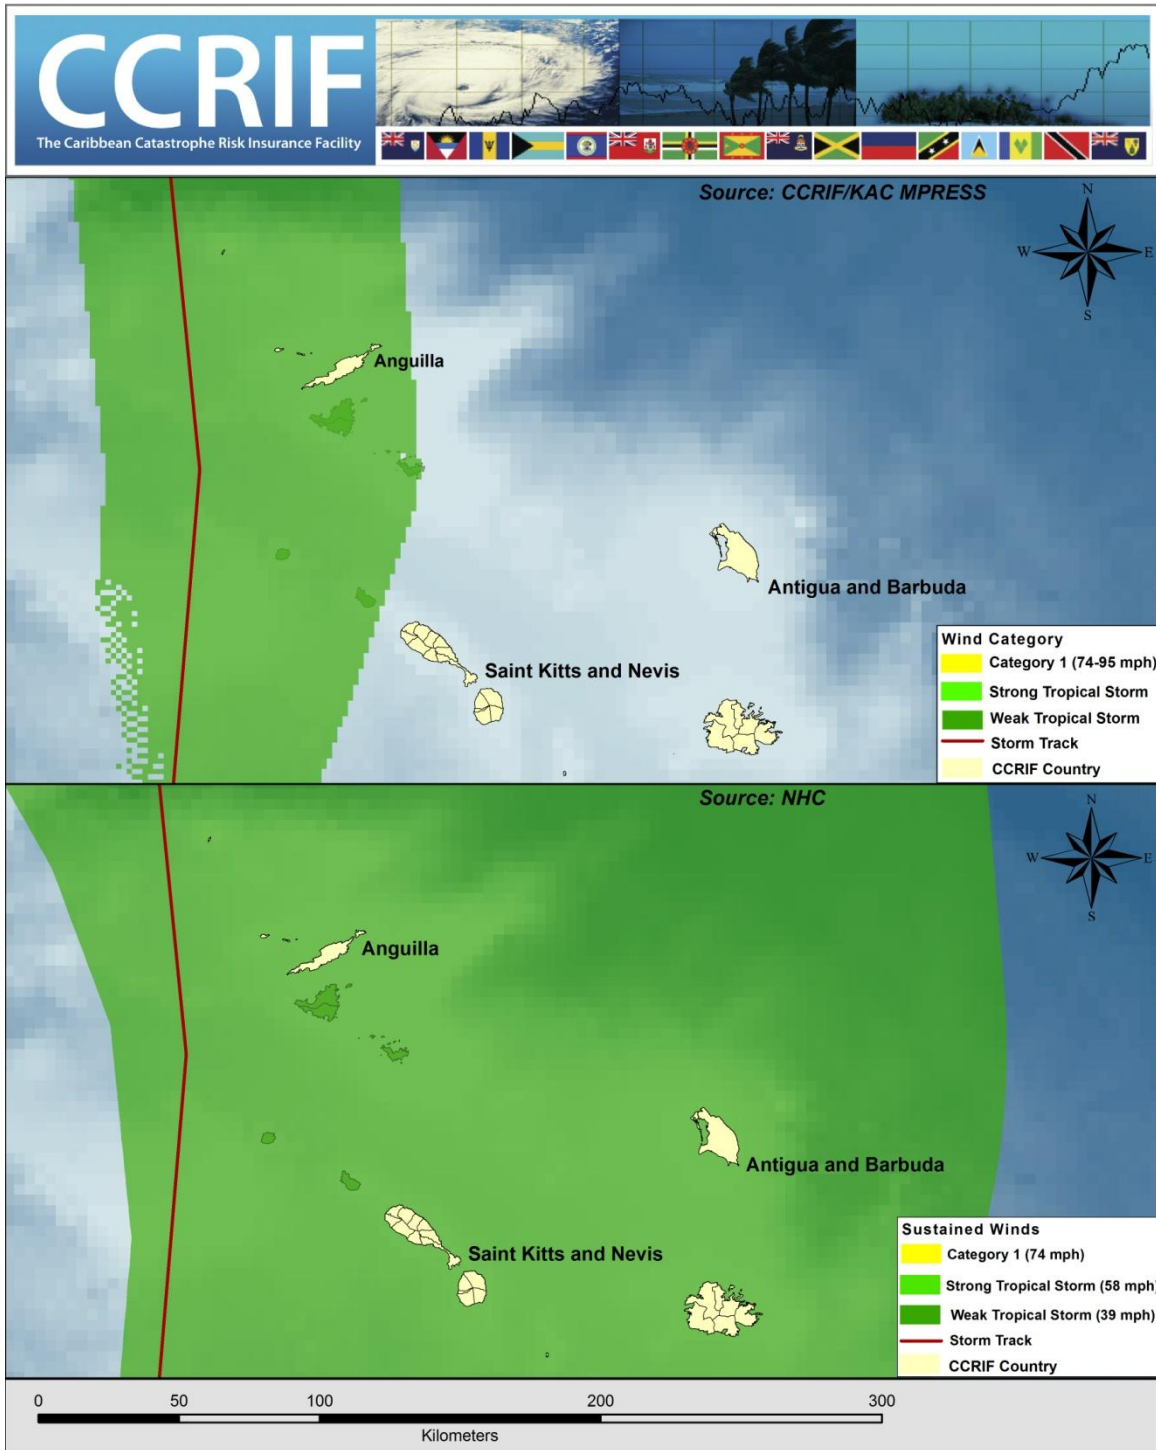 CCRIF
The Caribbean Catastrophe Risk Insurance Facility
Source: CCRIF/KAC MPRESS
N
W E
S
Anguilla
Antigua and Barbuda
Saint Kitts and Nevis
Wind Category
Category 1 (74-95 mph)
Strong Tropical Storm
Weak Tropical Storm
Storm Track
CCRIF Country
Source: NHC
N
W E
S
Anguilla
Antigua and Barbuda
Saint Kitts and Nevis
Sustained Winds
Category 1 (74 mph)
Strong Tropical Storm (58 mph)
Weak Tropical Storm (39 mph)
Storm Track
CCRIF Country
0 50 100 200 300
Kilometers